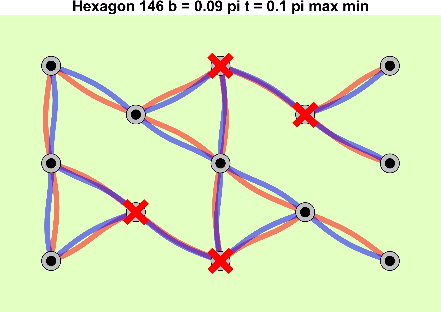 Hexagon 146 b = 0.09 pi t = 0.1 pi max min